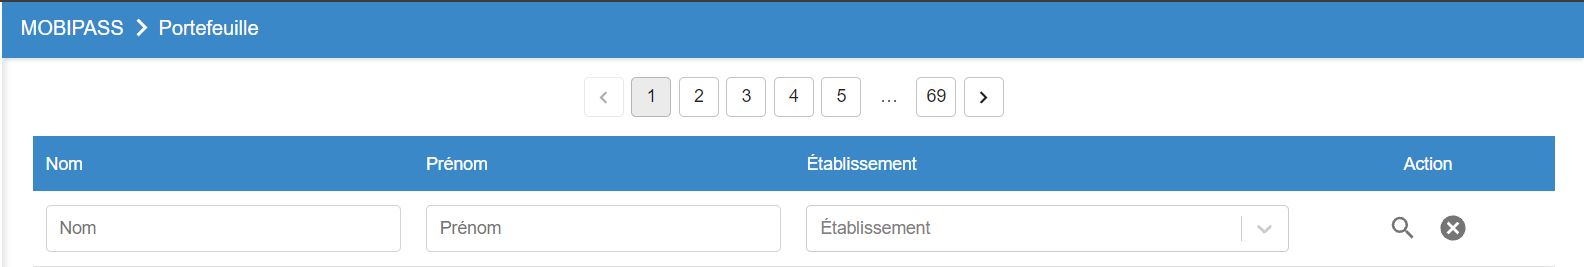 MOBIPASS > Portefeuille
< 1 2 3 4 5 ... 69 >
Nom Prénom Établissement Action
Nom Prénom Établissement